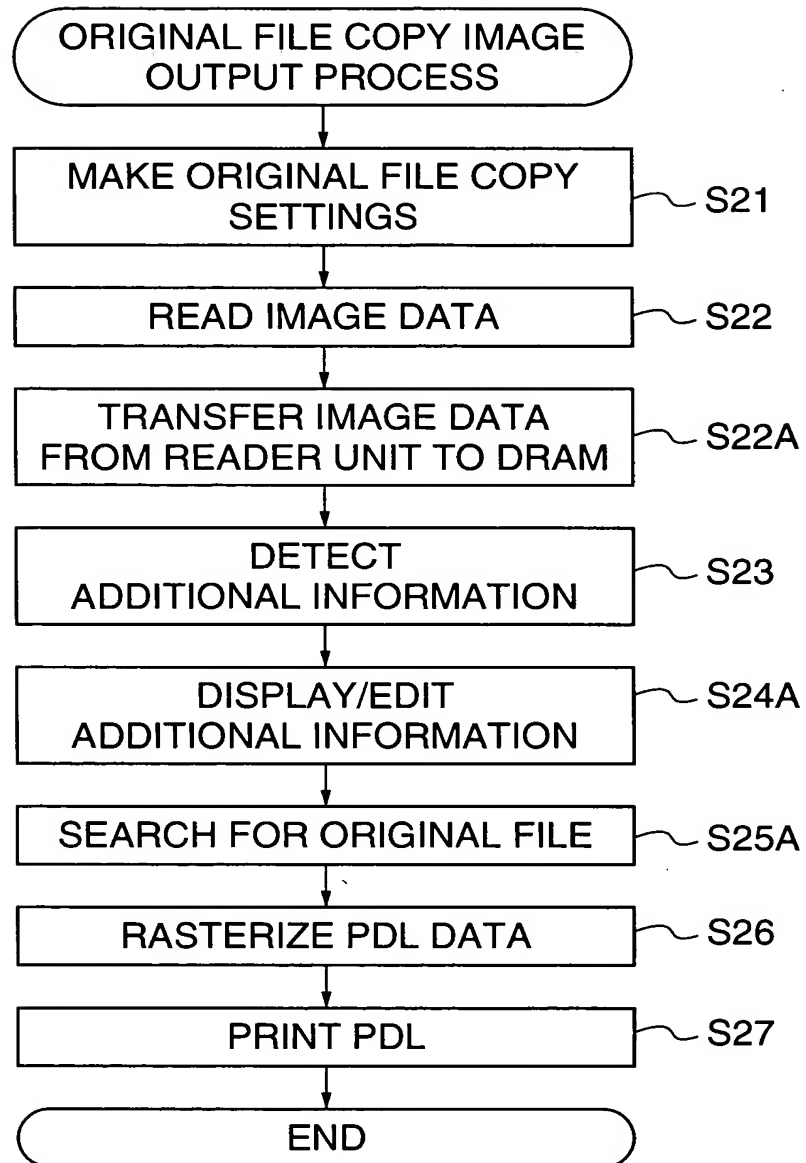 ORIGINAL FILE COPY IMAGE
OUTPUT PROCESS
MAKE ORIGINAL FILE COPY
SETTINGS
S21
READ IMAGE DATA
S22
TRANSFER IMAGE DATA
FROM READER UNIT TO DRAM
S22A
DETECT
ADDITIONAL INFORMATION
S23
DISPLAY/EDIT
ADDITIONAL INFORMATION
S24A
SEARCH FOR ORIGINAL FILE
S25A
RASTERIZE PDL DATA
S26
PRINT PDL
S27
END